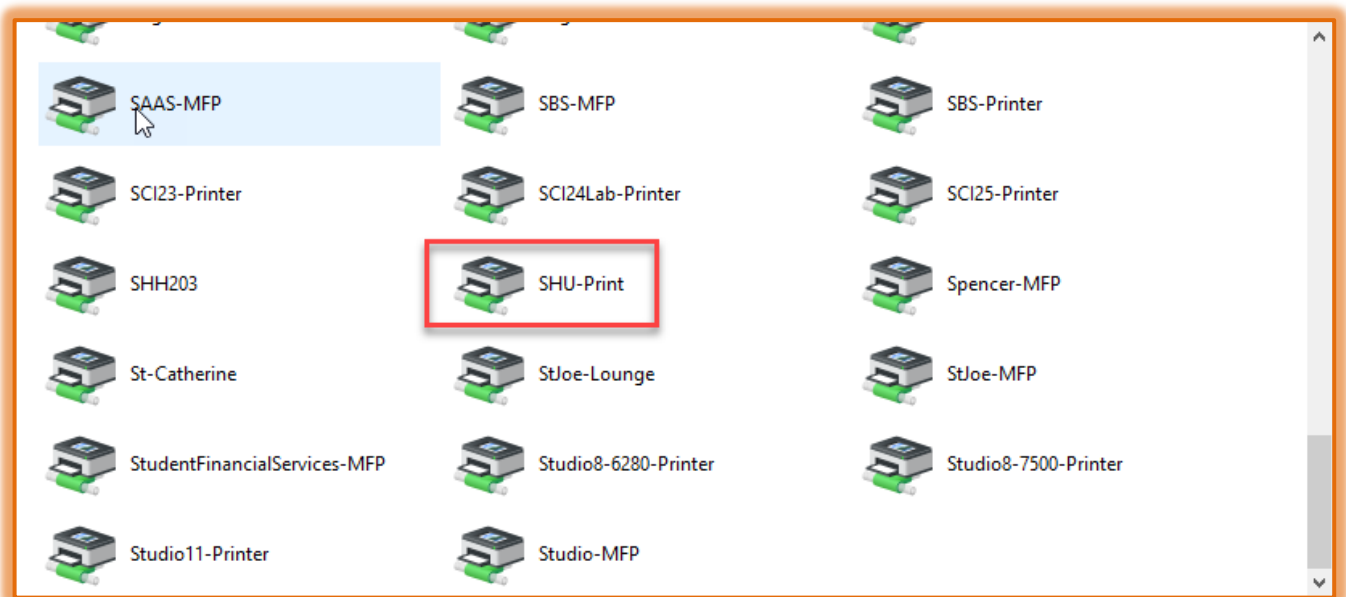 SAAS-MFP
SBS-MFP
SBS-Printer
SCI23-Printer
SCI24Lab-Printer
SCI25-Printer
SHH203
SHU-Print
Spencer-MFP
St-Catherine
StJoe-Lounge
StJoe-MFP
StudentFinancialServices-MFP
Studio8-6280-Printer
Studio8-7500-Printer
Studio11-Printer
Studio-MFP